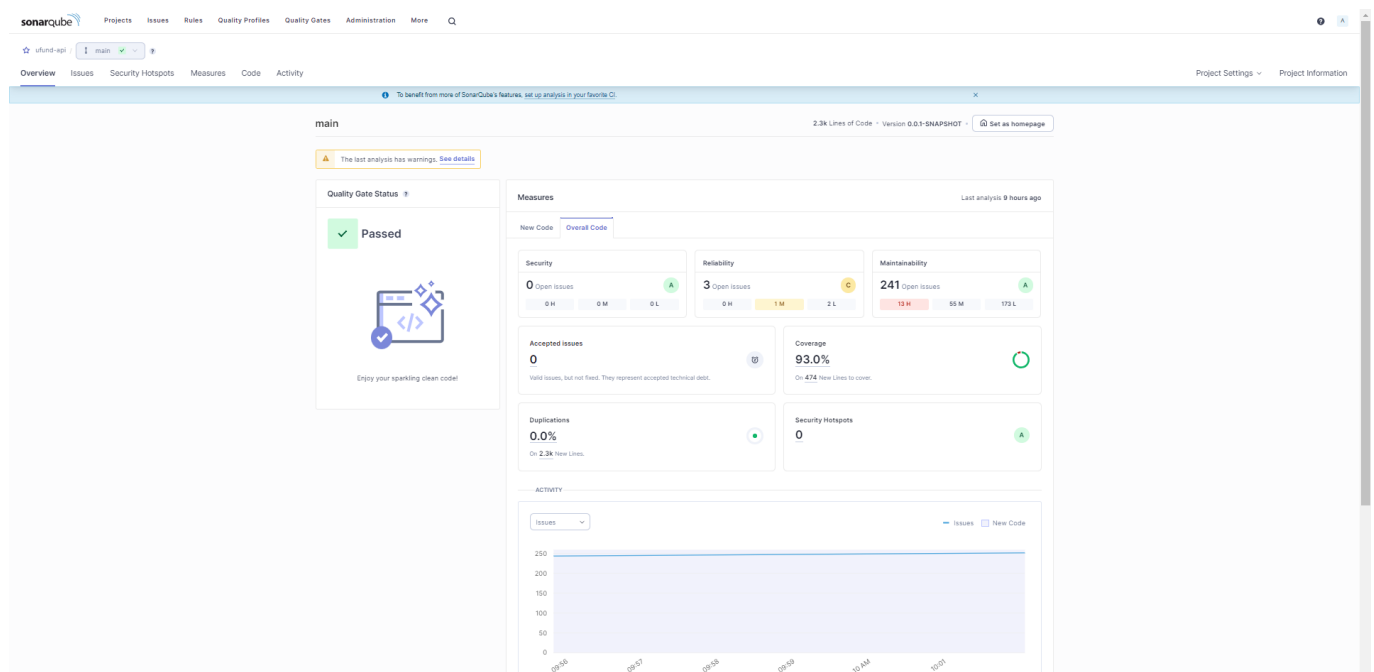 sonarqube Projects Issues Rules Quality Profiles Quality Gates Administration More A
ufund-api / main
Overview Issues Security Hotspots Measures Code Activity Project Settings Project Information
To benefit from more of SonarQube's features, set up analysis in your favorite CI.
main 2.3k Lines of Code • Version 0.0.1-SNAPSHOT • Set as homepage
The last analysis has warnings. See details
Quality Gate Status
Passed
Enjoy your sparkling clean code!
Measures Last analysis 9 hours ago
New Code Overall Code
Security
0 Open issues A
0 H 0 M 0 L
Reliability
3 Open issues C
0 H 1 M 2 L
Maintainability
241 Open issues A
13 H 55 M 173 L
Accepted issues
0
Valid issues, but not fixed. They represent accepted technical debt.
Coverage
93.0%
On 474 New Lines to cover.
Duplications
0.0%
On 2.3k New Lines.
Security Hotspots
0 A
ACTIVITY
Issues
Issues New Code
250
200
150
100
50
0
09:56 09:57 09:58 09:59 10 AM 10:01